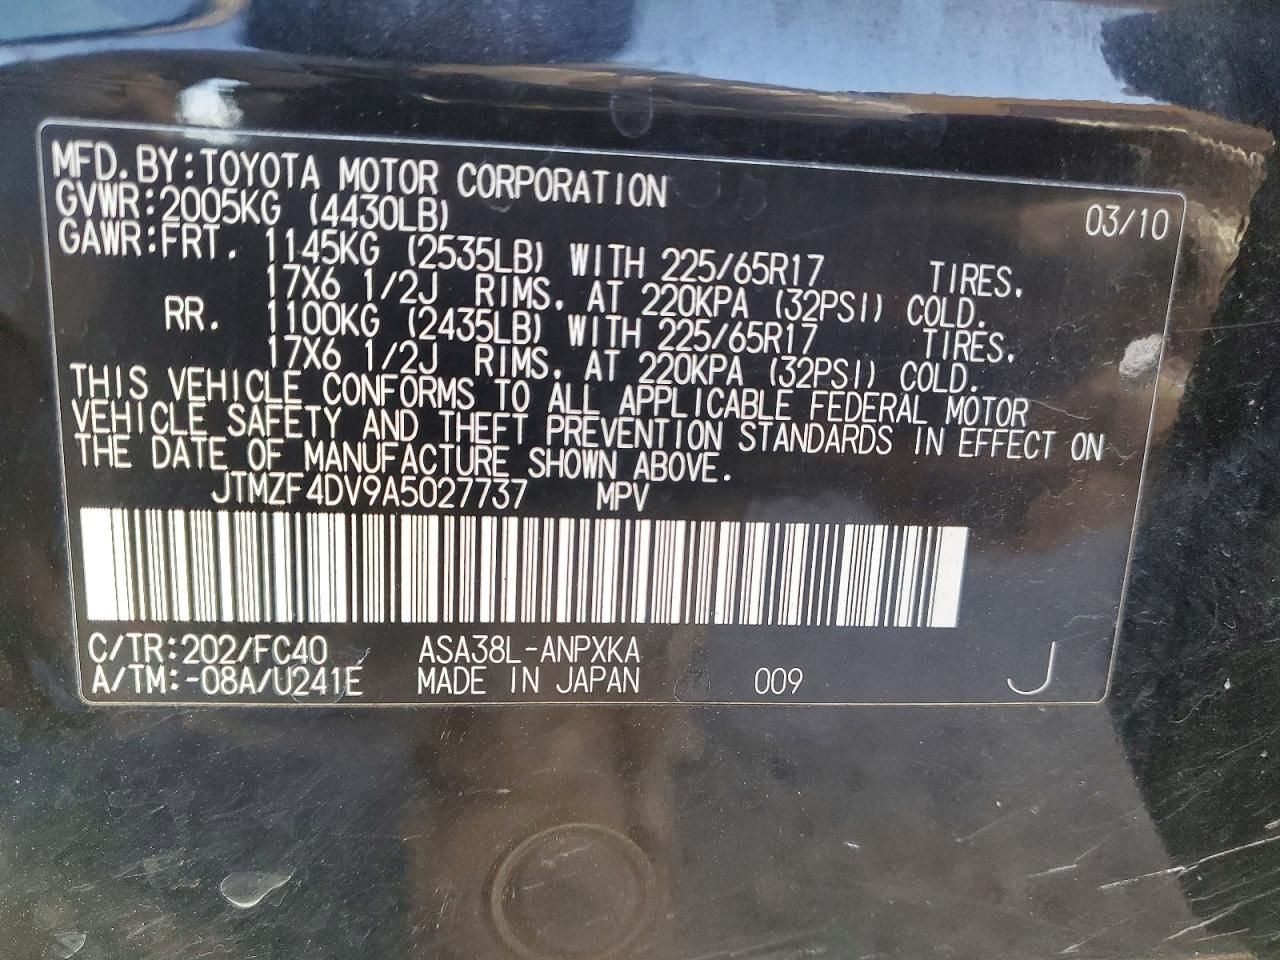 MFD. BY:TOYOTA MOTOR CORPORATION 03/10
GVWR:2005KG (4430LB)
GAWR:FRT. 1145KG (2535LB) WITH 225/65R17 TIRES,
17X6 1/2J RIMS, AT 220KPA (32PSI) COLD.
RR. 1100KG (2435LB) WITH 225/65R17 TIRES,
17X6 1/2J RIMS, AT 220KPA (32PSI) COLD.
THIS VEHICLE CONFORMS TO ALL APPLICABLE FEDERAL MOTOR
VEHICLE SAFETY AND THEFT PREVENTION STANDARDS IN EFFECT ON
THE DATE OF MANUFACTURE SHOWN ABOVE.
JTMZF4DV9A5027737 MPV
C/TR:202/FC40 ASA38L-ANPXKA
A/TM:-08A/U241E MADE IN JAPAN 009 J